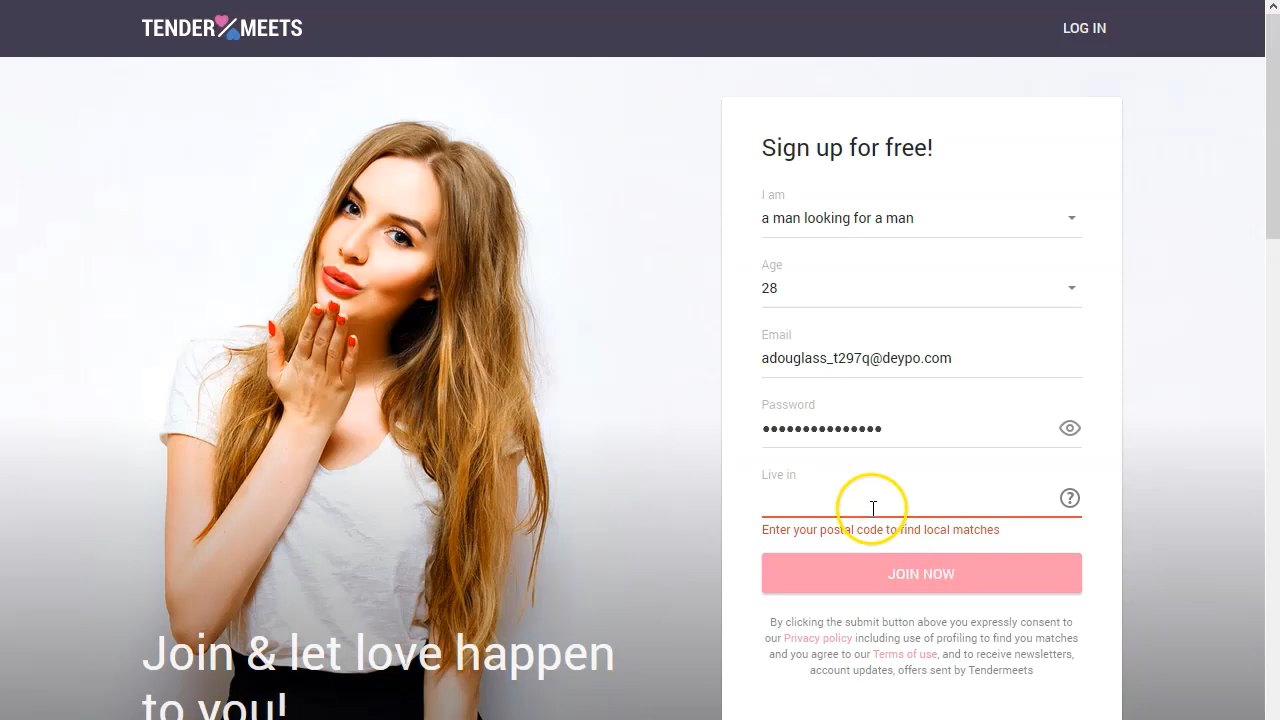 TENDER MEETS
LOG IN
Sign up for free!
I am
a man looking for a man
Age
28
Email
adouglass_t297q@deypo.com
Password
•••••••••••••••
Live in
?
Enter your postal code to find local matches
JOIN NOW
By clicking the submit button above you expressly consent to
our Privacy policy including use of profiling to find you matches
and you agree to our Terms of use, and to receive newsletters,
account updates, offers sent by Tendermeets
Join & let love happen
to you!